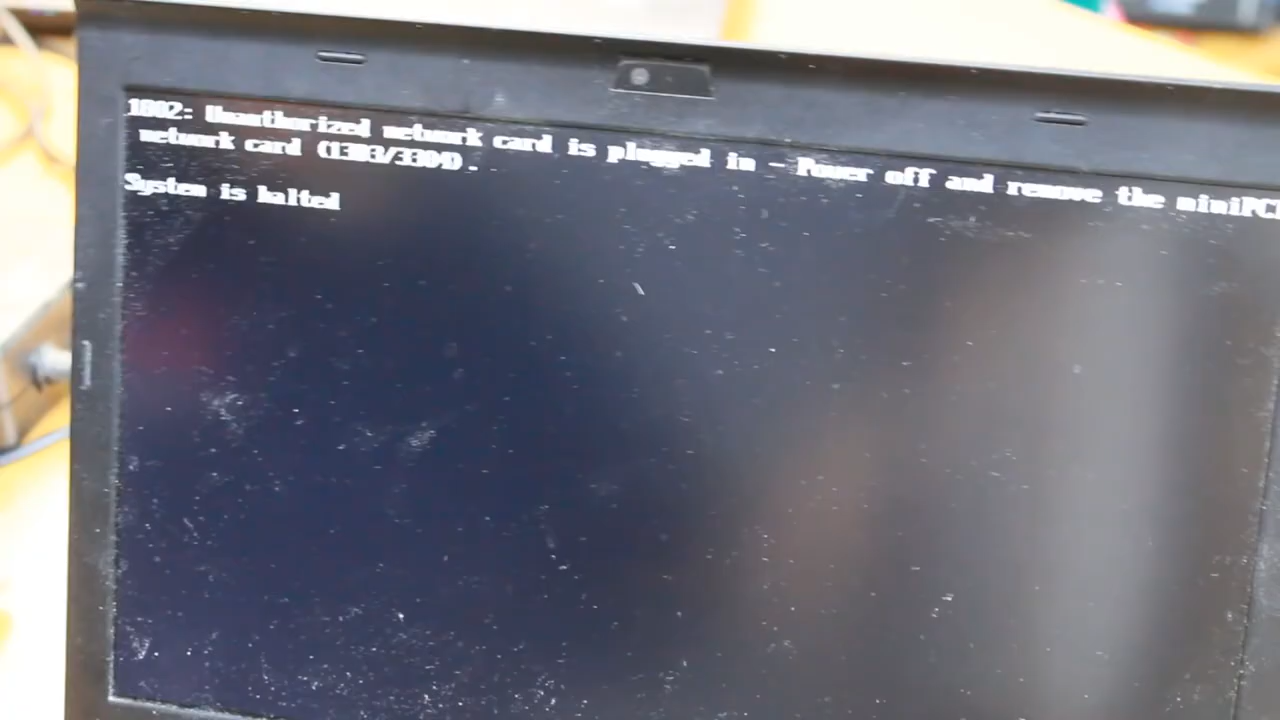 1802: Unauthorized network card is plugged in - Power off and remove the miniPCI
network card (1303/3304).
System is halted